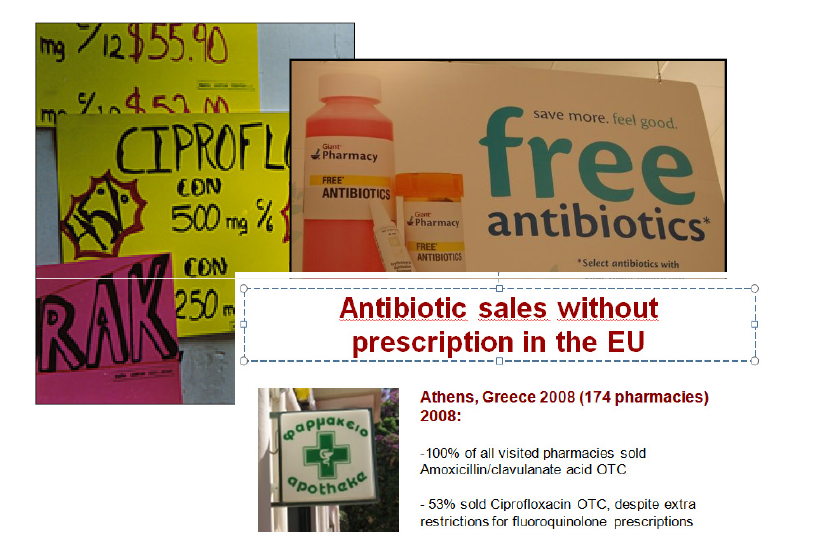 mg c/12 $55.90
mg c/10 $52.00
CIPROFL
45%
CON
500 mg c/6
CON
250 m
RAK
save more. feel good.
free
antibiotics*
*Select antibiotics with
Giant
Pharmacy
FREE*
ANTIBIOTICS
Giant
Pharmacy
FREE*
ANTIBIOTICS
Antibiotic sales without
prescription in the EU
φαρμακειο
apotheke
Athens, Greece 2008 (174 pharmacies)
2008:
-100% of all visited pharmacies sold
Amoxicillin/clavulanate acid OTC
- 53% sold Ciprofloxacin OTC, despite extra
restrictions for fluoroquinolone prescriptions